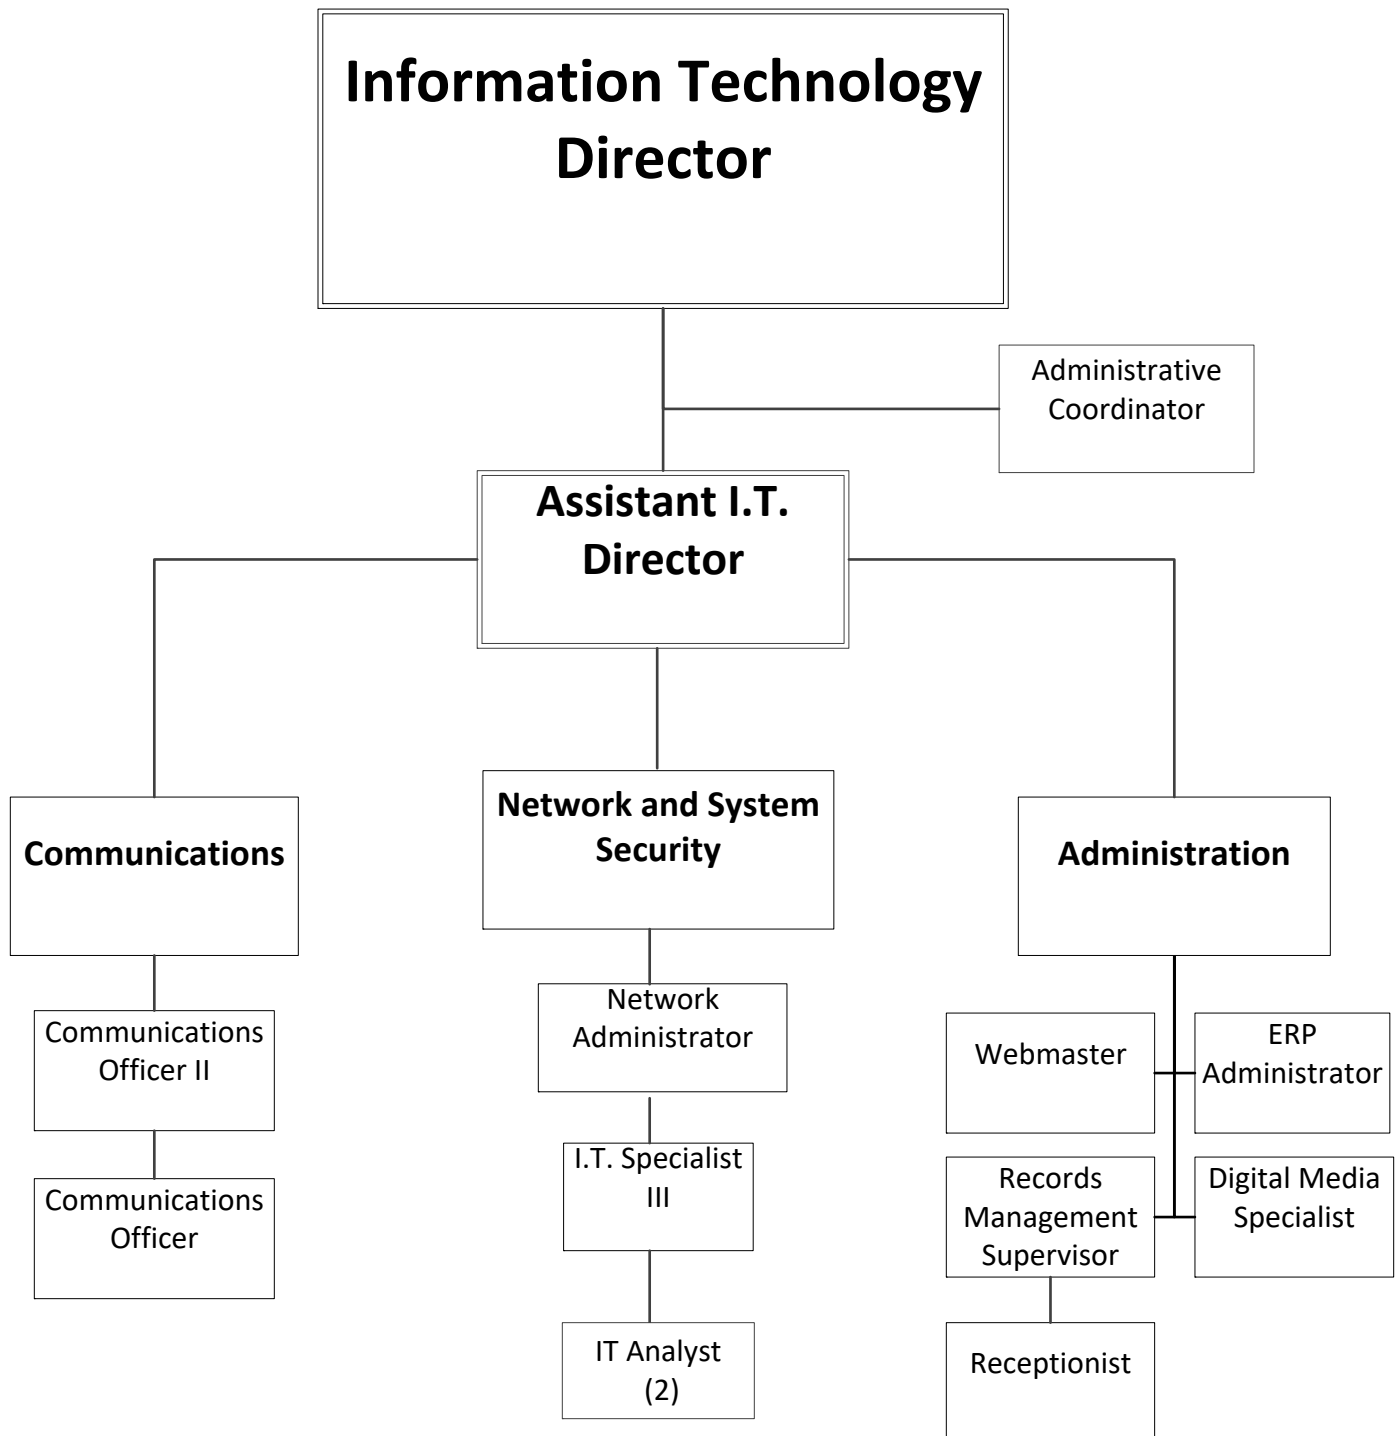 Information Technology
Director
Administrative
Coordinator
Assistant I.T.
Director
Communications
Network and System
Security
Administration
Communications
Officer II
Communications
Officer
Network
Administrator
I.T. Specialist
III
IT Analyst
(2)
Webmaster
ERP
Administrator
Records
Management
Supervisor
Digital Media
Specialist
Receptionist